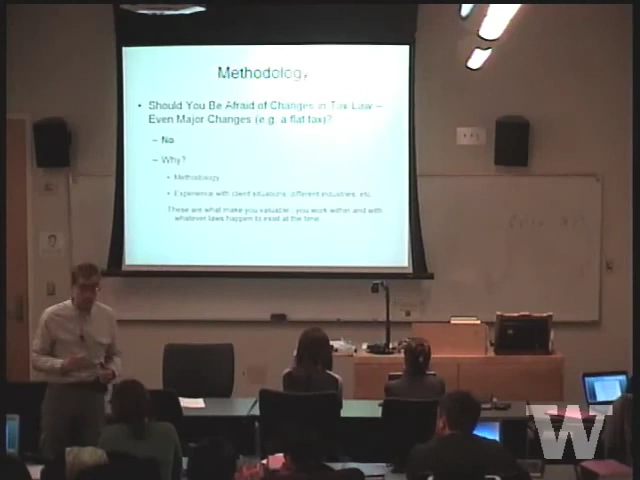 Methodology
• Should You Be Afraid of Changes in Tax Law –
Even Major Changes (e.g. a flat tax)?
– No
– Why?
• Methodology
• Experience with client situations, different industries, etc.
These are what make you valuable - you work within and with
whatever laws happen to exist at the time.
W